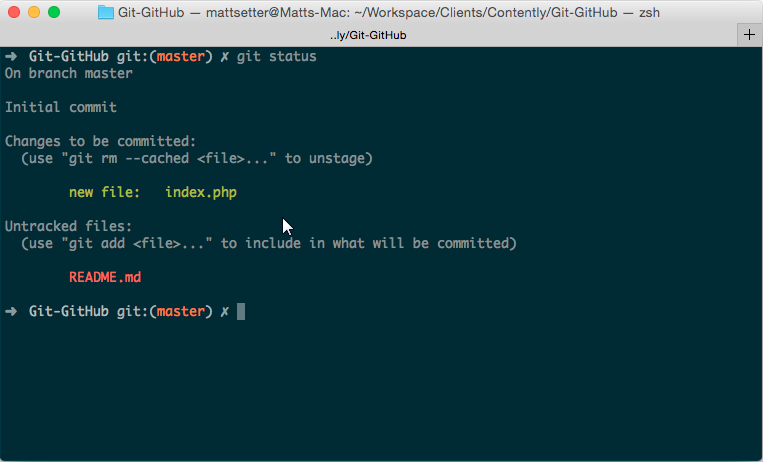 Git-GitHub — mattsetter@Matts-Mac: ~/Workspace/Clients/Contently/Git-GitHub — zsh
..ly/Git-GitHub +
➜ Git-GitHub git:(master) ✗ git status
On branch master
Initial commit
Changes to be committed:
(use "git rm --cached <file>..." to unstage)
new file: index.php
Untracked files:
(use "git add <file>..." to include in what will be committed)
README.md
➜ Git-GitHub git:(master) ✗